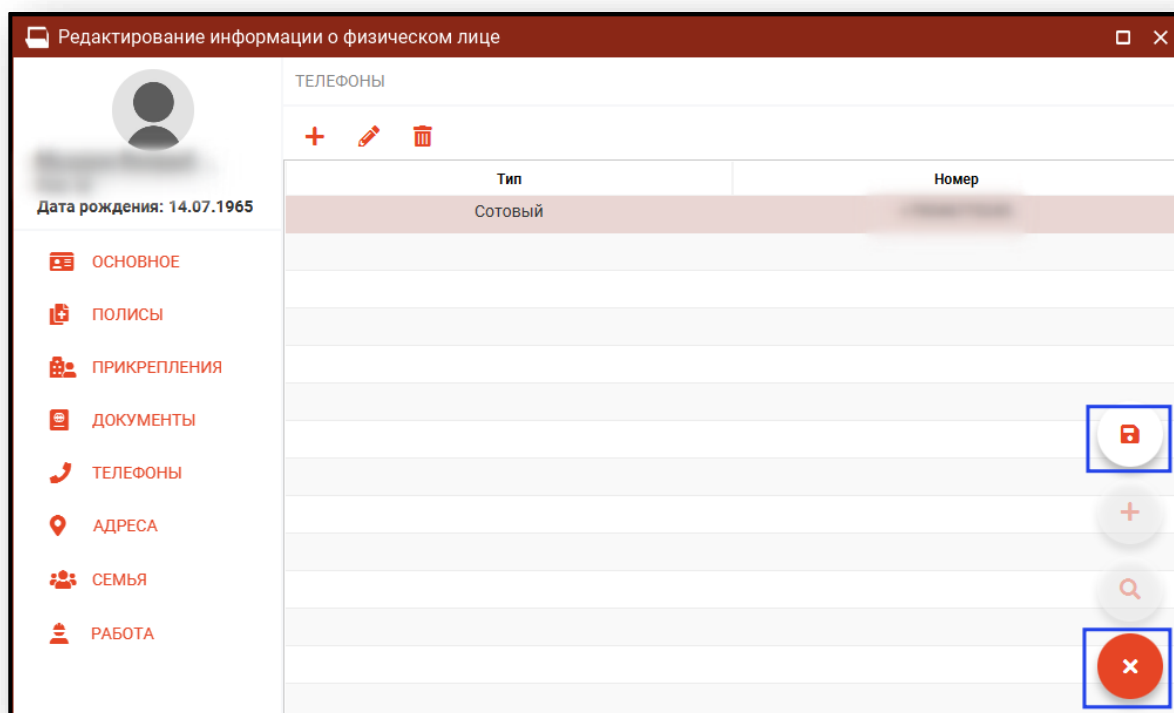 Редактирование информации о физическом лице
ТЕЛЕФОНЫ
Тип
Номер
Дата рождения: 14.07.1965
Сотовый
ОСНОВНОЕ
ПОЛИСЫ
ПРИКРЕПЛЕНИЯ
ДОКУМЕНТЫ
ТЕЛЕФОНЫ
АДРЕСА
СЕМЬЯ
РАБОТА